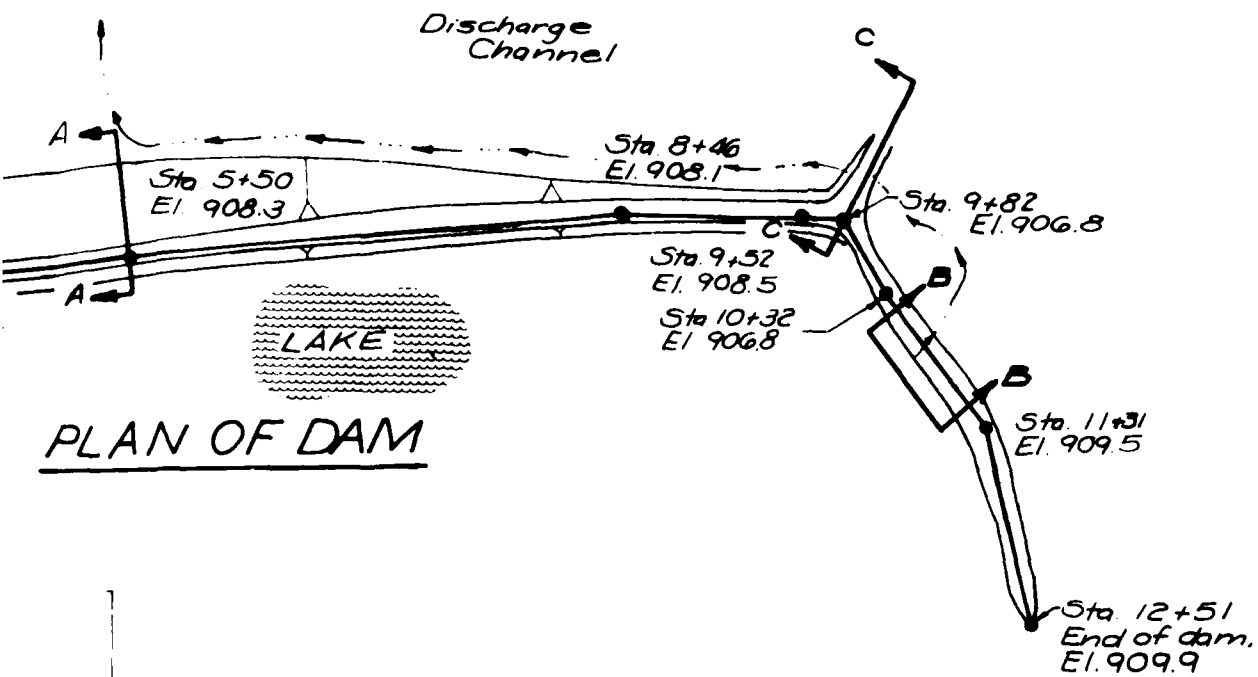 Discharge
Channel
C
A
Sta 8+46
El. 908.1
Sta 5+50
El. 908.3
Sta. 9+82
El. 906.8
C
Sta. 9+52
El. 908.5
B
A
Sta 10+32
El 906.8
LAKE
B
PLAN OF DAM
Sta. 11+31
El. 909.5
Sta. 12+51
End of dam.
El. 909.9